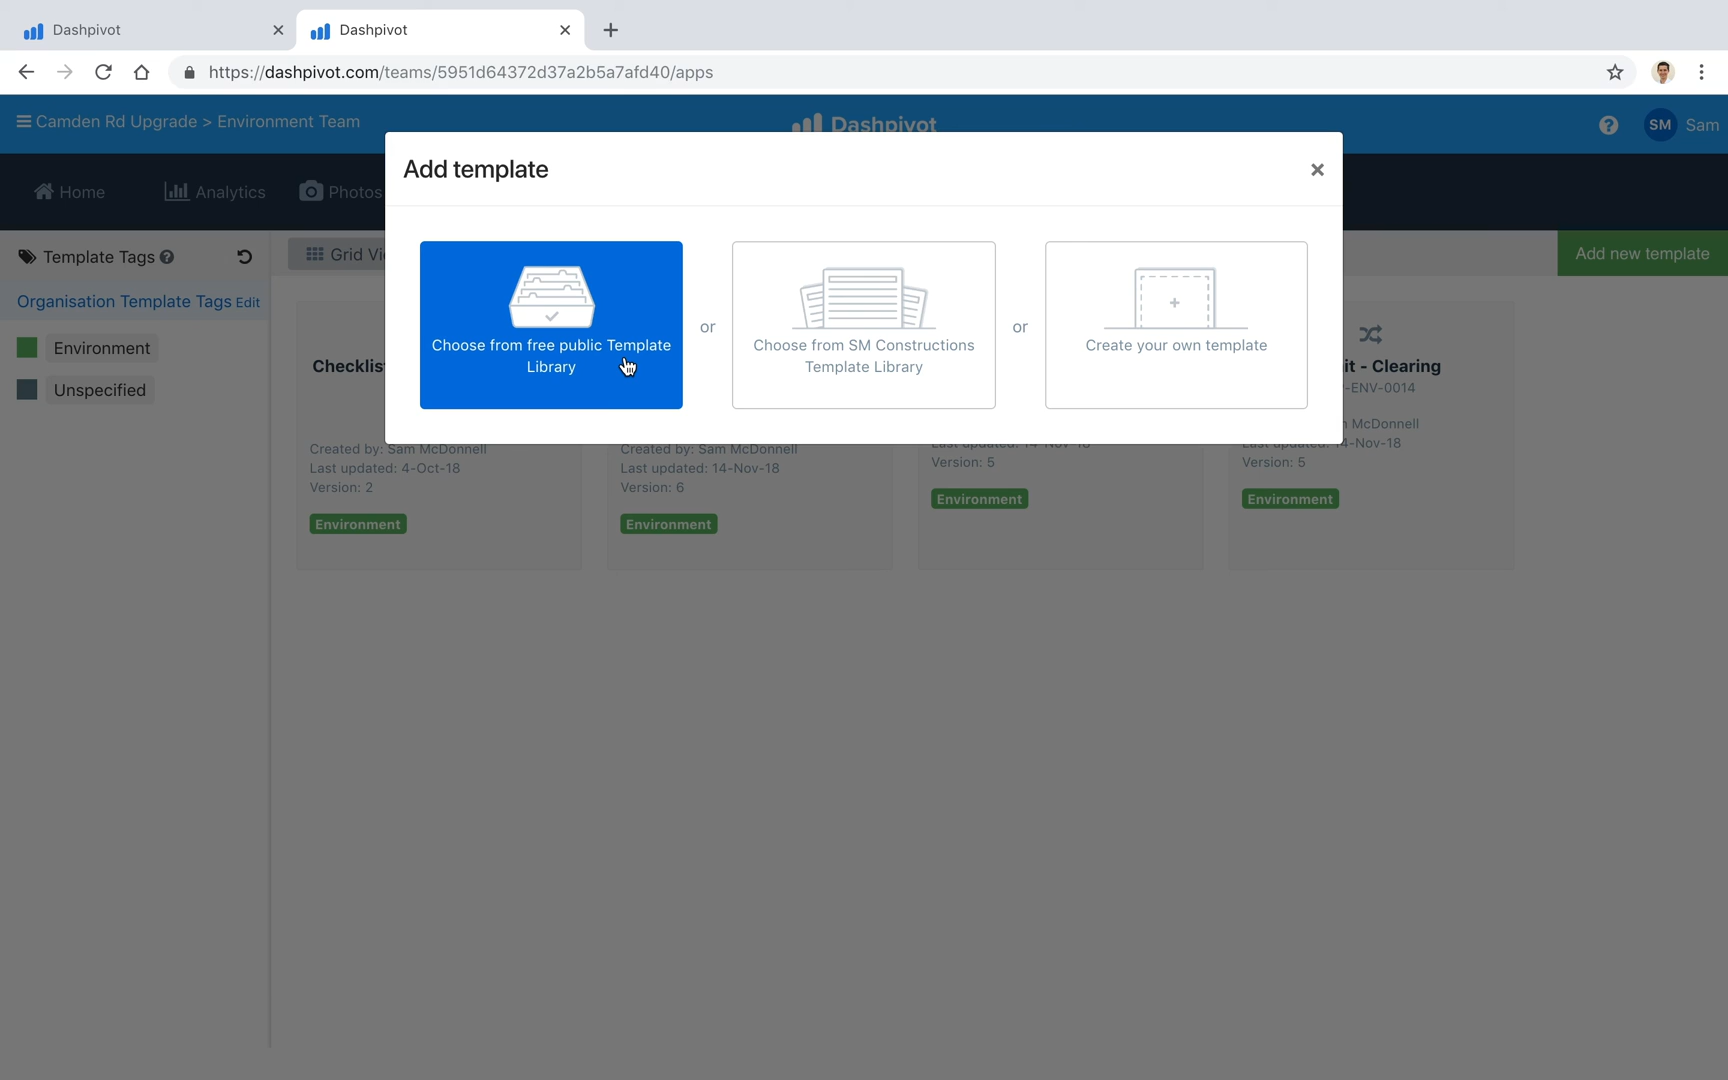 Dashpivot
Dashpivot
https://dashpivot.com/teams/5951d64372d37a2b5a7afd40/apps
Camden Rd Upgrade > Environment Team
Dashpivot
SM Sam
Home
Analytics
Photos
Add template
Template Tags
Grid
Add new template
Organisation Template Tags Edit
Environment
Unspecified
Choose from free public Template
Library
or
Choose from SM Constructions
Template Library
or
Create your own template
- Clearing
-ENV-0014
McDonnell
4-Nov-18
Version: 5
Environment
Created by: Sam McDonnell
Last updated: 4-Oct-18
Version: 2
Environment
Created by: Sam McDonnell
Last updated: 14-Nov-18
Version: 6
Environment
Last updated: 14-Nov-18
Version: 5
Environment